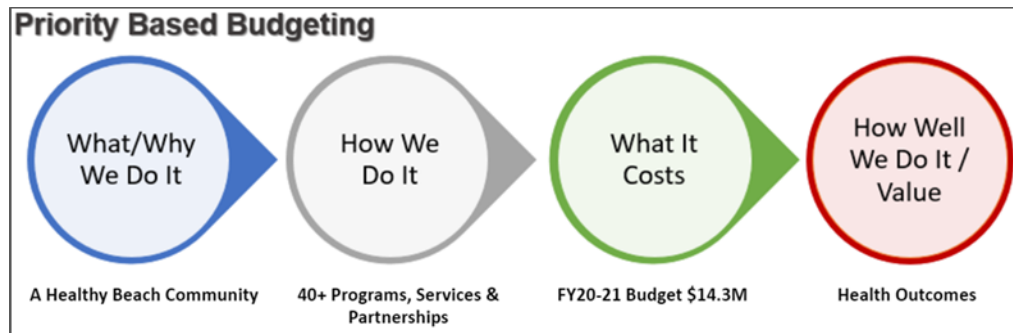 Priority Based Budgeting
What/Why
We Do It
How We
Do It
What It
Costs
How Well
We Do It /
Value
A Healthy Beach Community
40+ Programs, Services &
Partnerships
FY20-21 Budget $14.3M
Health Outcomes